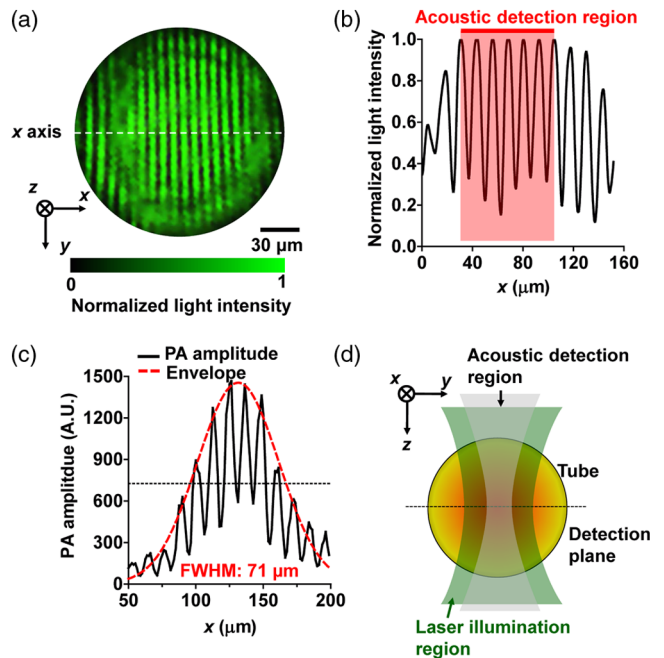 (a)
x axis
z
x
y
30 μm
0
1
Normalized light intensity
(b)
Acoustic detection region
Normalized light intensity
1.0
0.8
0.6
0.4
0.2
0.0
0 40 80 120 160
x (μm)
(c)
PA amplitude
Envelope
PA amplitdue (A.U.)
1500
1200
900
600
300
0
FWHM: 71 μm
50 100 150 200
x (μm)
(d)
Acoustic detection
region
x
y
z
Tube
Detection
plane
Laser illumination
region